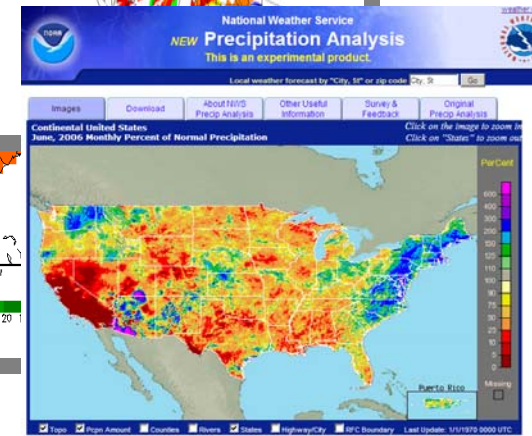 weather
National Weather Service
NOAA
NEW Precipitation Analysis
This is an experimental product.
Local weather forecast by "City, St" or zip code City, St Go
Images
Download
About NWS
Precip Analysis
Other Useful
Information
Survey &
Feedback
Original
Precip Analysis
Continental United States
June, 2006 Monthly Percent of Normal Precipitation
Click on the image to zoom in
Click on "States" to zoom out
PerCent
600
400
300
200
150
125
110
100
90
75
50
25
10
5
0
Missing
Puerto Rico
20
Topo Pcpn Amount Counties Rivers States Highway/City RFC Boundary Last Update: 1/1/1970 0000 UTC